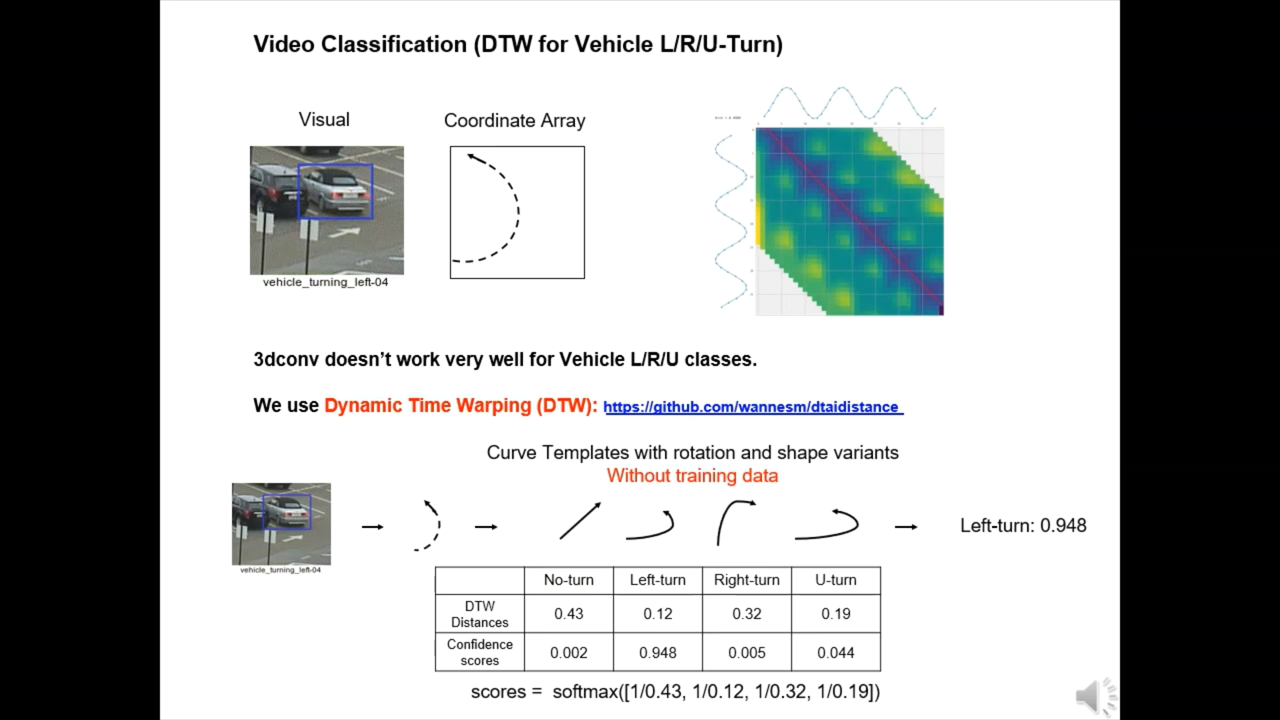 Video Classification (DTW for Vehicle L/R/U-Turn)
Visual
Coordinate Array
vehicle_turning_left-04
3dconv doesn't work very well for Vehicle L/R/U classes.
We use Dynamic Time Warping (DTW): https://github.com/wannesm/dtaidistance
Curve Templates with rotation and shape variants
Without training data
Left-turn: 0.948
vehicle_turning_left-04
No-turn Left-turn Right-turn U-turn
DTW Distances 0.43 0.12 0.32 0.19
Confidence scores 0.002 0.948 0.005 0.044
scores = softmax([1/0.43, 1/0.12, 1/0.32, 1/0.19])